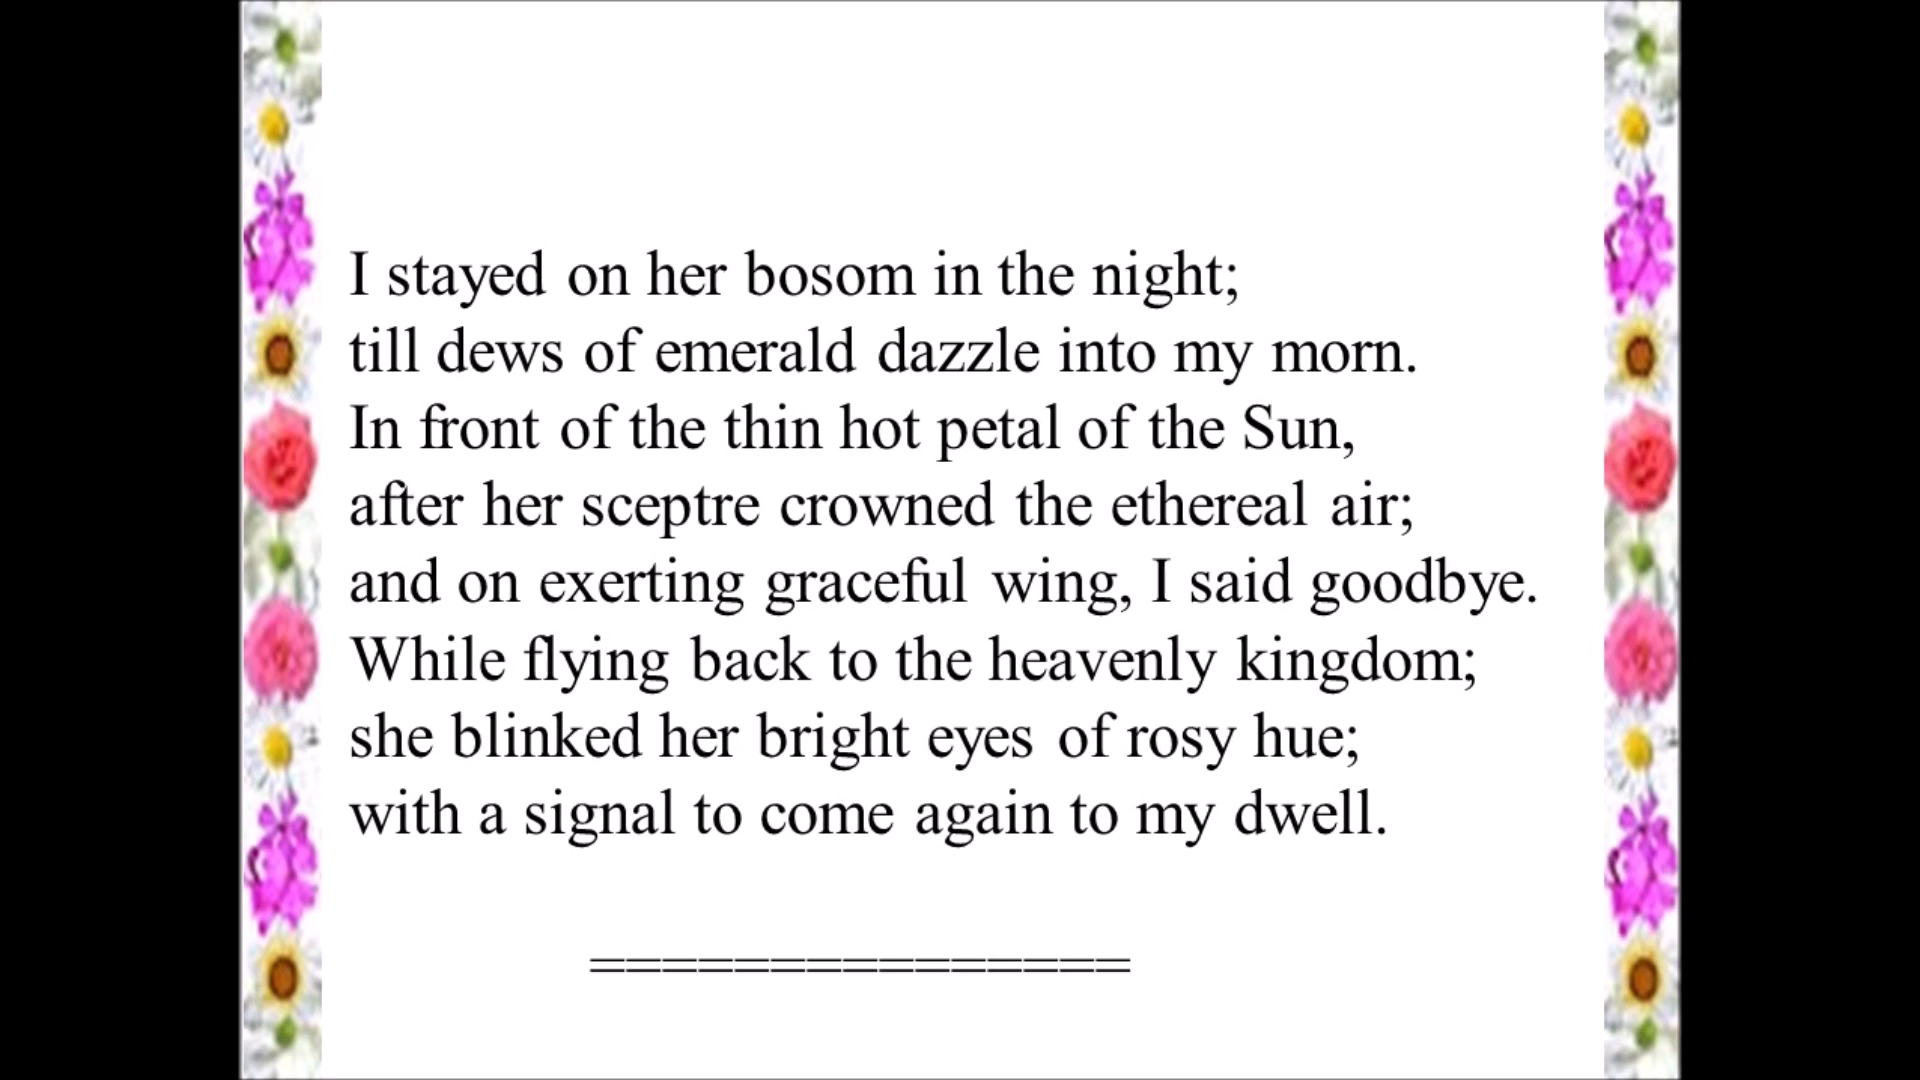 I stayed on her bosom in the night;
till dews of emerald dazzle into my morn.
In front of the thin hot petal of the Sun,
after her sceptre crowned the ethereal air;
and on exerting graceful wing, I said goodbye.
While flying back to the heavenly kingdom;
she blinked her bright eyes of rosy hue;
with a signal to come again to my dwell.
===============